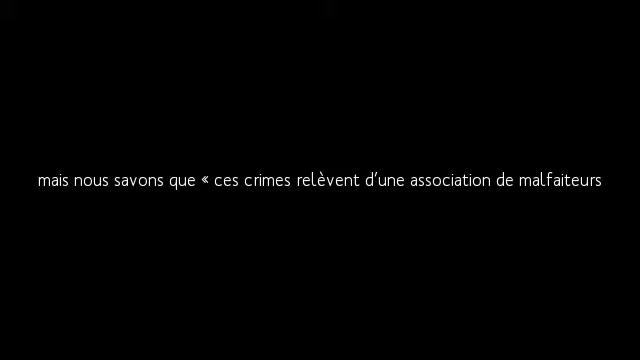 mais nous savons que « ces crimes relèvent d'une association de malfaiteurs